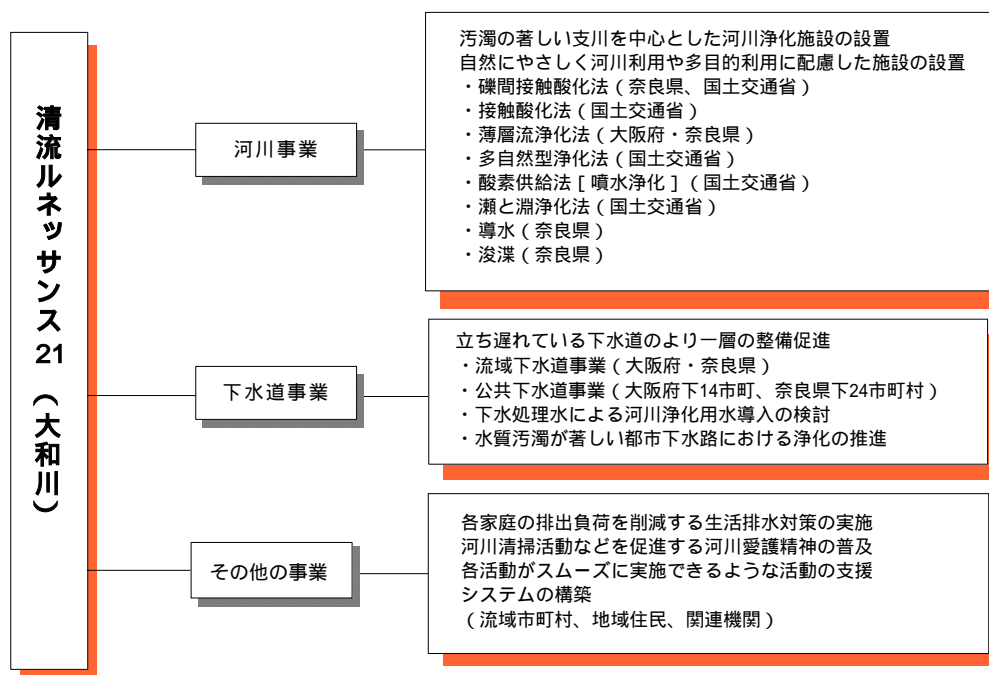 清流ルネッサンス21（大和川）
河川事業
汚濁の著しい支川を中心とした河川浄化施設の設置
自然にやさしく河川利用や多目的利用に配慮した施設の設置
・礫間接触酸化法（奈良県、国土交通省）
・接触酸化法（国土交通省）
・薄層流浄化法（大阪府・奈良県）
・多自然型浄化法（国土交通省）
・酸素供給法［噴水浄化］（国土交通省）
・瀬と淵浄化法（国土交通省）
・導水（奈良県）
・浚渫（奈良県）
下水道事業
立ち遅れている下水道のより一層の整備促進
・流域下水道事業（大阪府・奈良県）
・公共下水道事業（大阪府下14市町、奈良県下24市町村）
・下水処理水による河川浄化用水導入の検討
・水質汚濁が著しい都市下水路における浄化の推進
その他の事業
各家庭の排出負荷を削減する生活排水対策の実施
河川清掃活動などを促進する河川愛護精神の普及
各活動がスムーズに実施できるような活動の支援
システムの構築
（流域市町村、地域住民、関連機関）